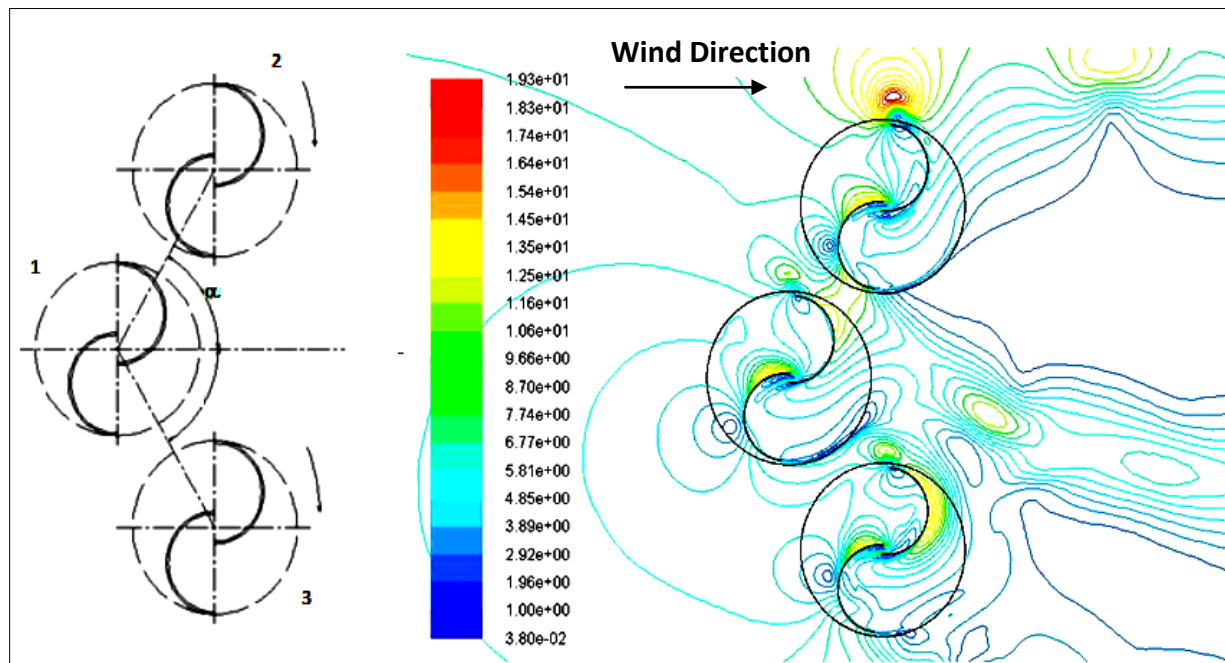 2
1
α
3
Wind Direction
1.93e+01
1.83e+01
1.74e+01
1.64e+01
1.54e+01
1.45e+01
1.35e+01
1.25e+01
1.16e+01
1.06e+01
9.66e+00
8.70e+00
7.74e+00
6.77e+00
5.81e+00
4.85e+00
3.89e+00
2.92e+00
1.96e+00
1.00e+00
3.80e-02